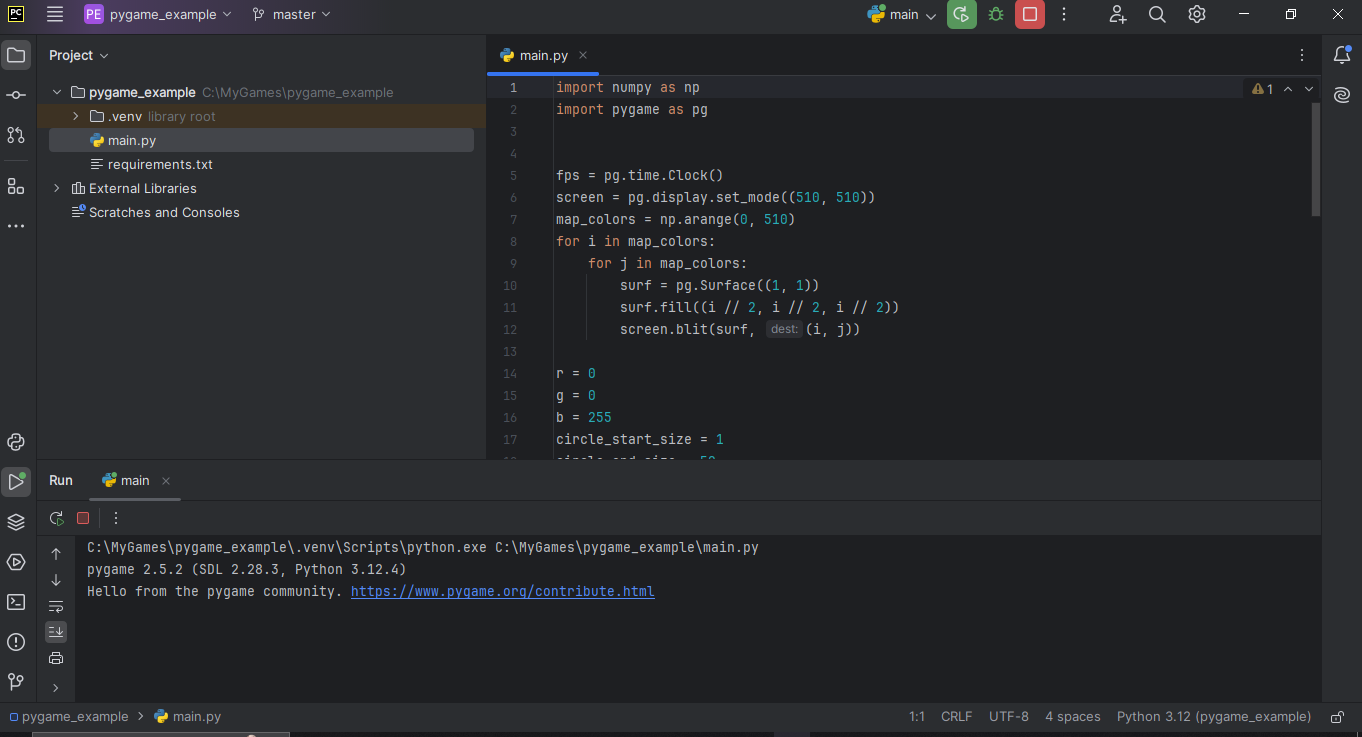 PC
PE pygame_example master main
Project
main.py
pygame_example C:\MyGames\pygame_example
.venv library root
main.py
requirements.txt
External Libraries
Scratches and Consoles
1 import numpy as np
1
2 import pygame as pg
3
4
5 fps = pg.time.Clock()
6 screen = pg.display.set_mode((510, 510))
7 map_colors = np.arange(0, 510)
8 for i in map_colors:
9 for j in map_colors:
10 surf = pg.Surface((1, 1))
11 surf.fill((i // 2, i // 2, i // 2))
12 screen.blit(surf, dest: (i, j))
13
14 r = 0
15 g = 0
16 b = 255
17 circle_start_size = 1
Run main
C:\MyGames\pygame_example\.venv\Scripts\python.exe C:\MyGames\pygame_example\main.py
pygame 2.5.2 (SDL 2.28.3, Python 3.12.4)
Hello from the pygame community. https://www.pygame.org/contribute.html
pygame_example main.py
1:1 CRLF UTF-8 4 spaces Python 3.12 (pygame_example)